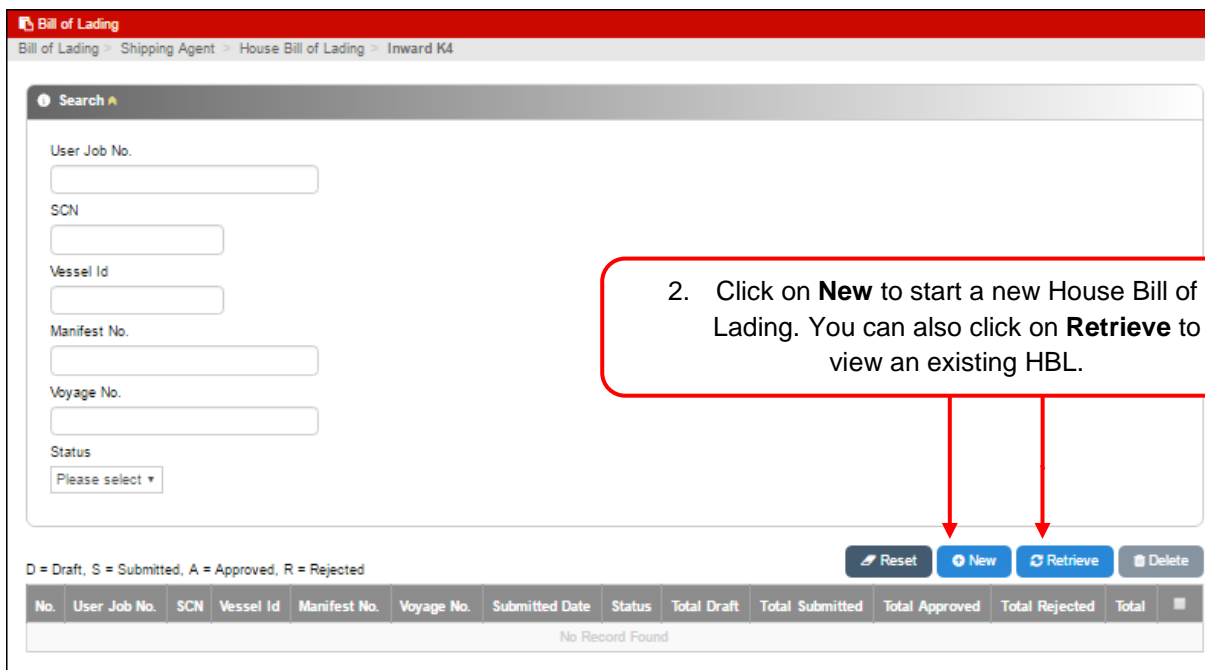 Bill of Lading
Bill of Lading > Shipping Agent > House Bill of Lading > Inward K4
Search
User Job No.
SCN
Vessel Id
Manifest No.
Voyage No.
Status
Please select
2. Click on New to start a new House Bill of
Lading. You can also click on Retrieve to
view an existing HBL.
Reset New Retrieve Delete
D = Draft, S = Submitted, A = Approved, R = Rejected
No. User Job No. SCN Vessel Id Manifest No. Voyage No. Submitted Date Status Total Draft Total Submitted Total Approved Total Rejected Total
No Record Found